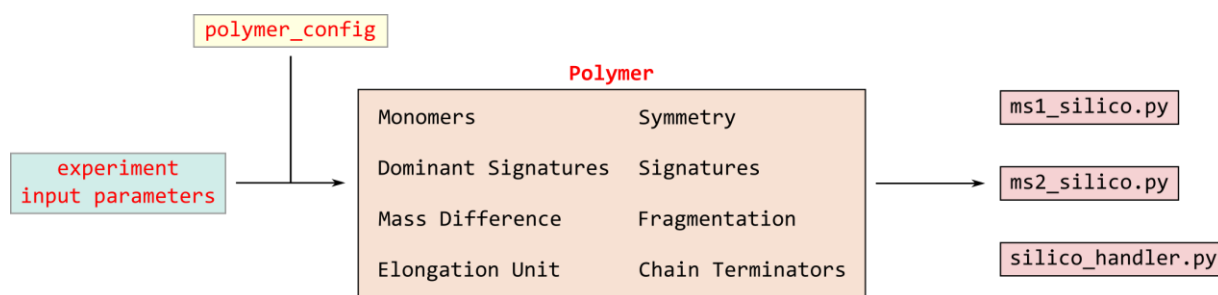 polymer_config
Polymer
experiment
input parameters
Monomers
Symmetry
Dominant Signatures
Signatures
Mass Difference
Fragmentation
Elongation Unit
Chain Terminators
ms1_silico.py
ms2_silico.py
silico_handler.py